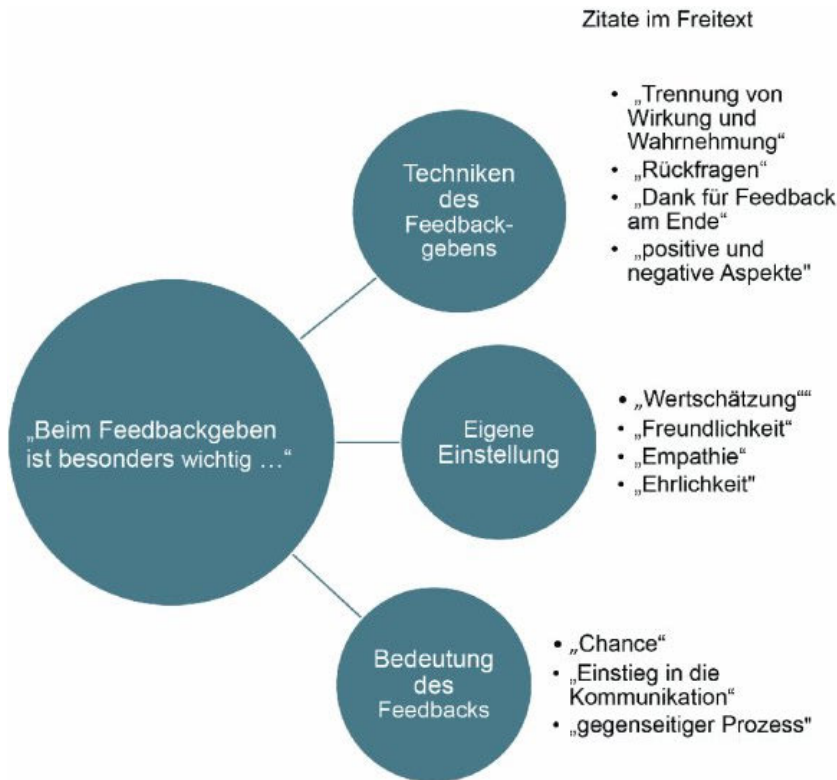 Zitate im Freitext
Techniken
des
Feedback-
gebens
• „Trennung von
Wirkung und
Wahrnehmung“
• „Rückfragen“
• „Dank für Feedback
am Ende“
• „positive und
negative Aspekte"
„Beim Feedbackgeben
ist besonders wichtig ...“
Eigene
Einstellung
• „Wertschätzung““
• „Freundlichkeit“
• „Empathie“
• „Ehrlichkeit"
Bedeutung
des
Feedbacks
• „Chance“
• „Einstieg in die
Kommunikation“
• „gegenseitiger Prozess"